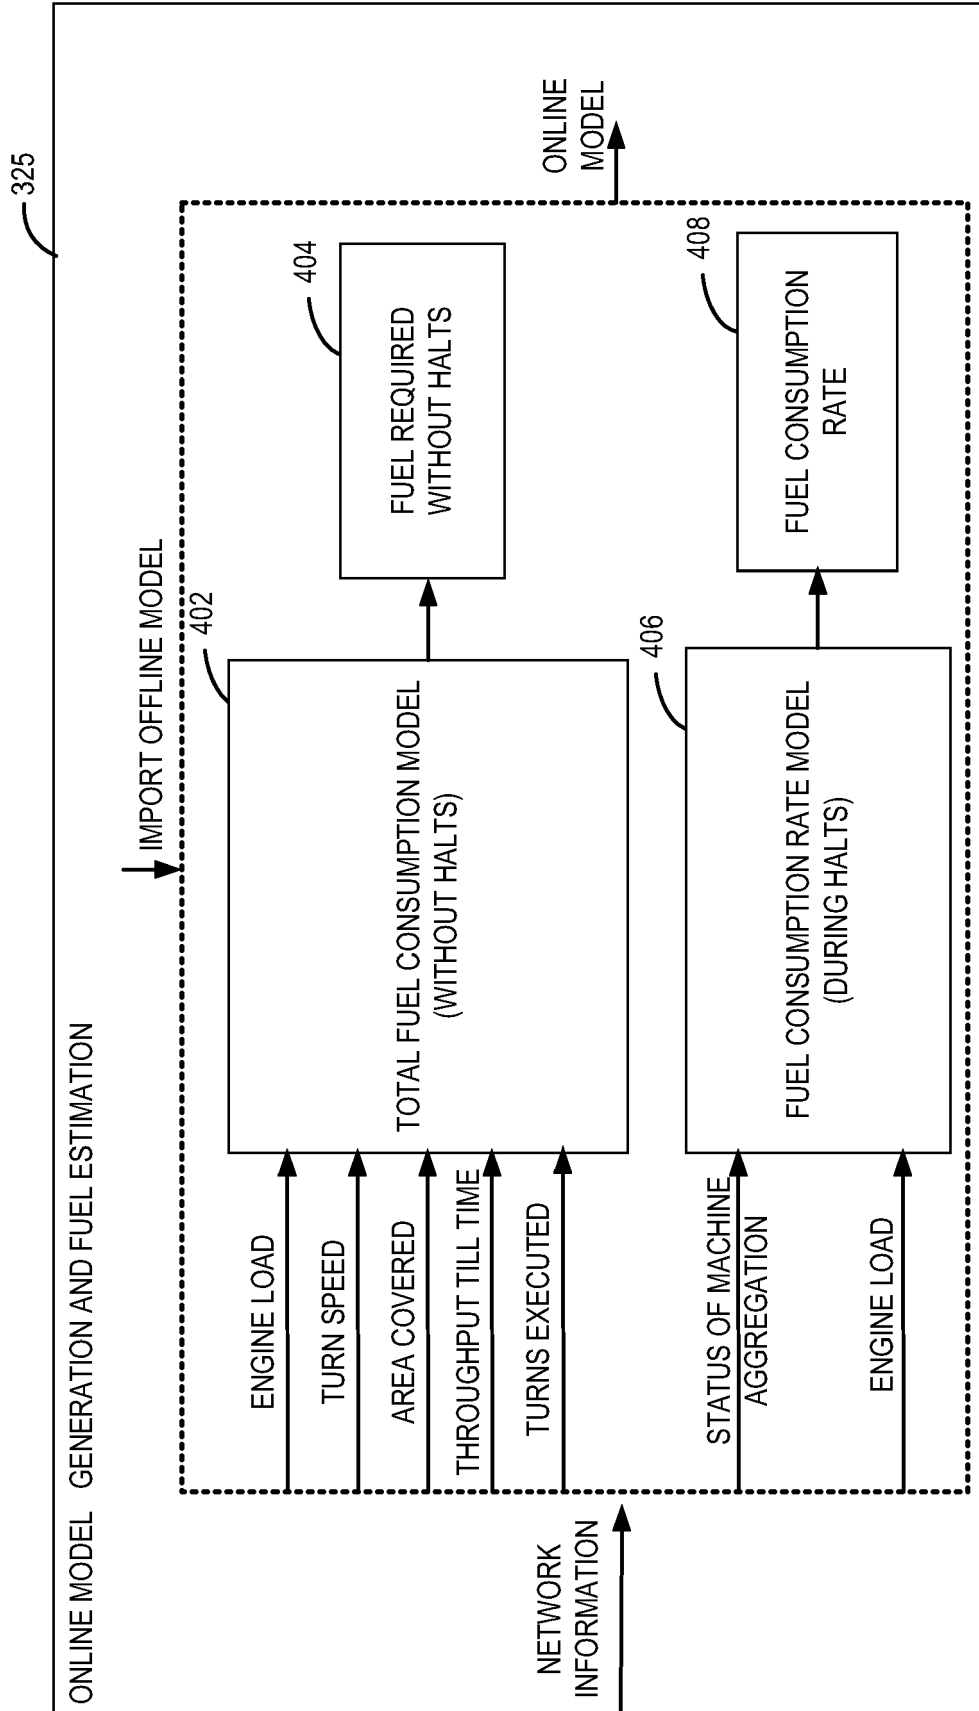 ONLINE MODEL GENERATION AND FUEL ESTIMATION
325
IMPORT OFFLINE MODEL
NETWORK
INFORMATION
ENGINE LOAD
TURN SPEED
AREA COVERED
THROUGHPUT TILL TIME
TURNS EXECUTED
402
TOTAL FUEL CONSUMPTION MODEL
(WITHOUT HALTS)
404
FUEL REQUIRED
WITHOUT HALTS
STATUS OF MACHINE
AGGREGATION
ENGINE LOAD
406
FUEL CONSUMPTION RATE MODEL
(DURING HALTS)
408
FUEL CONSUMPTION
RATE
ONLINE
MODEL